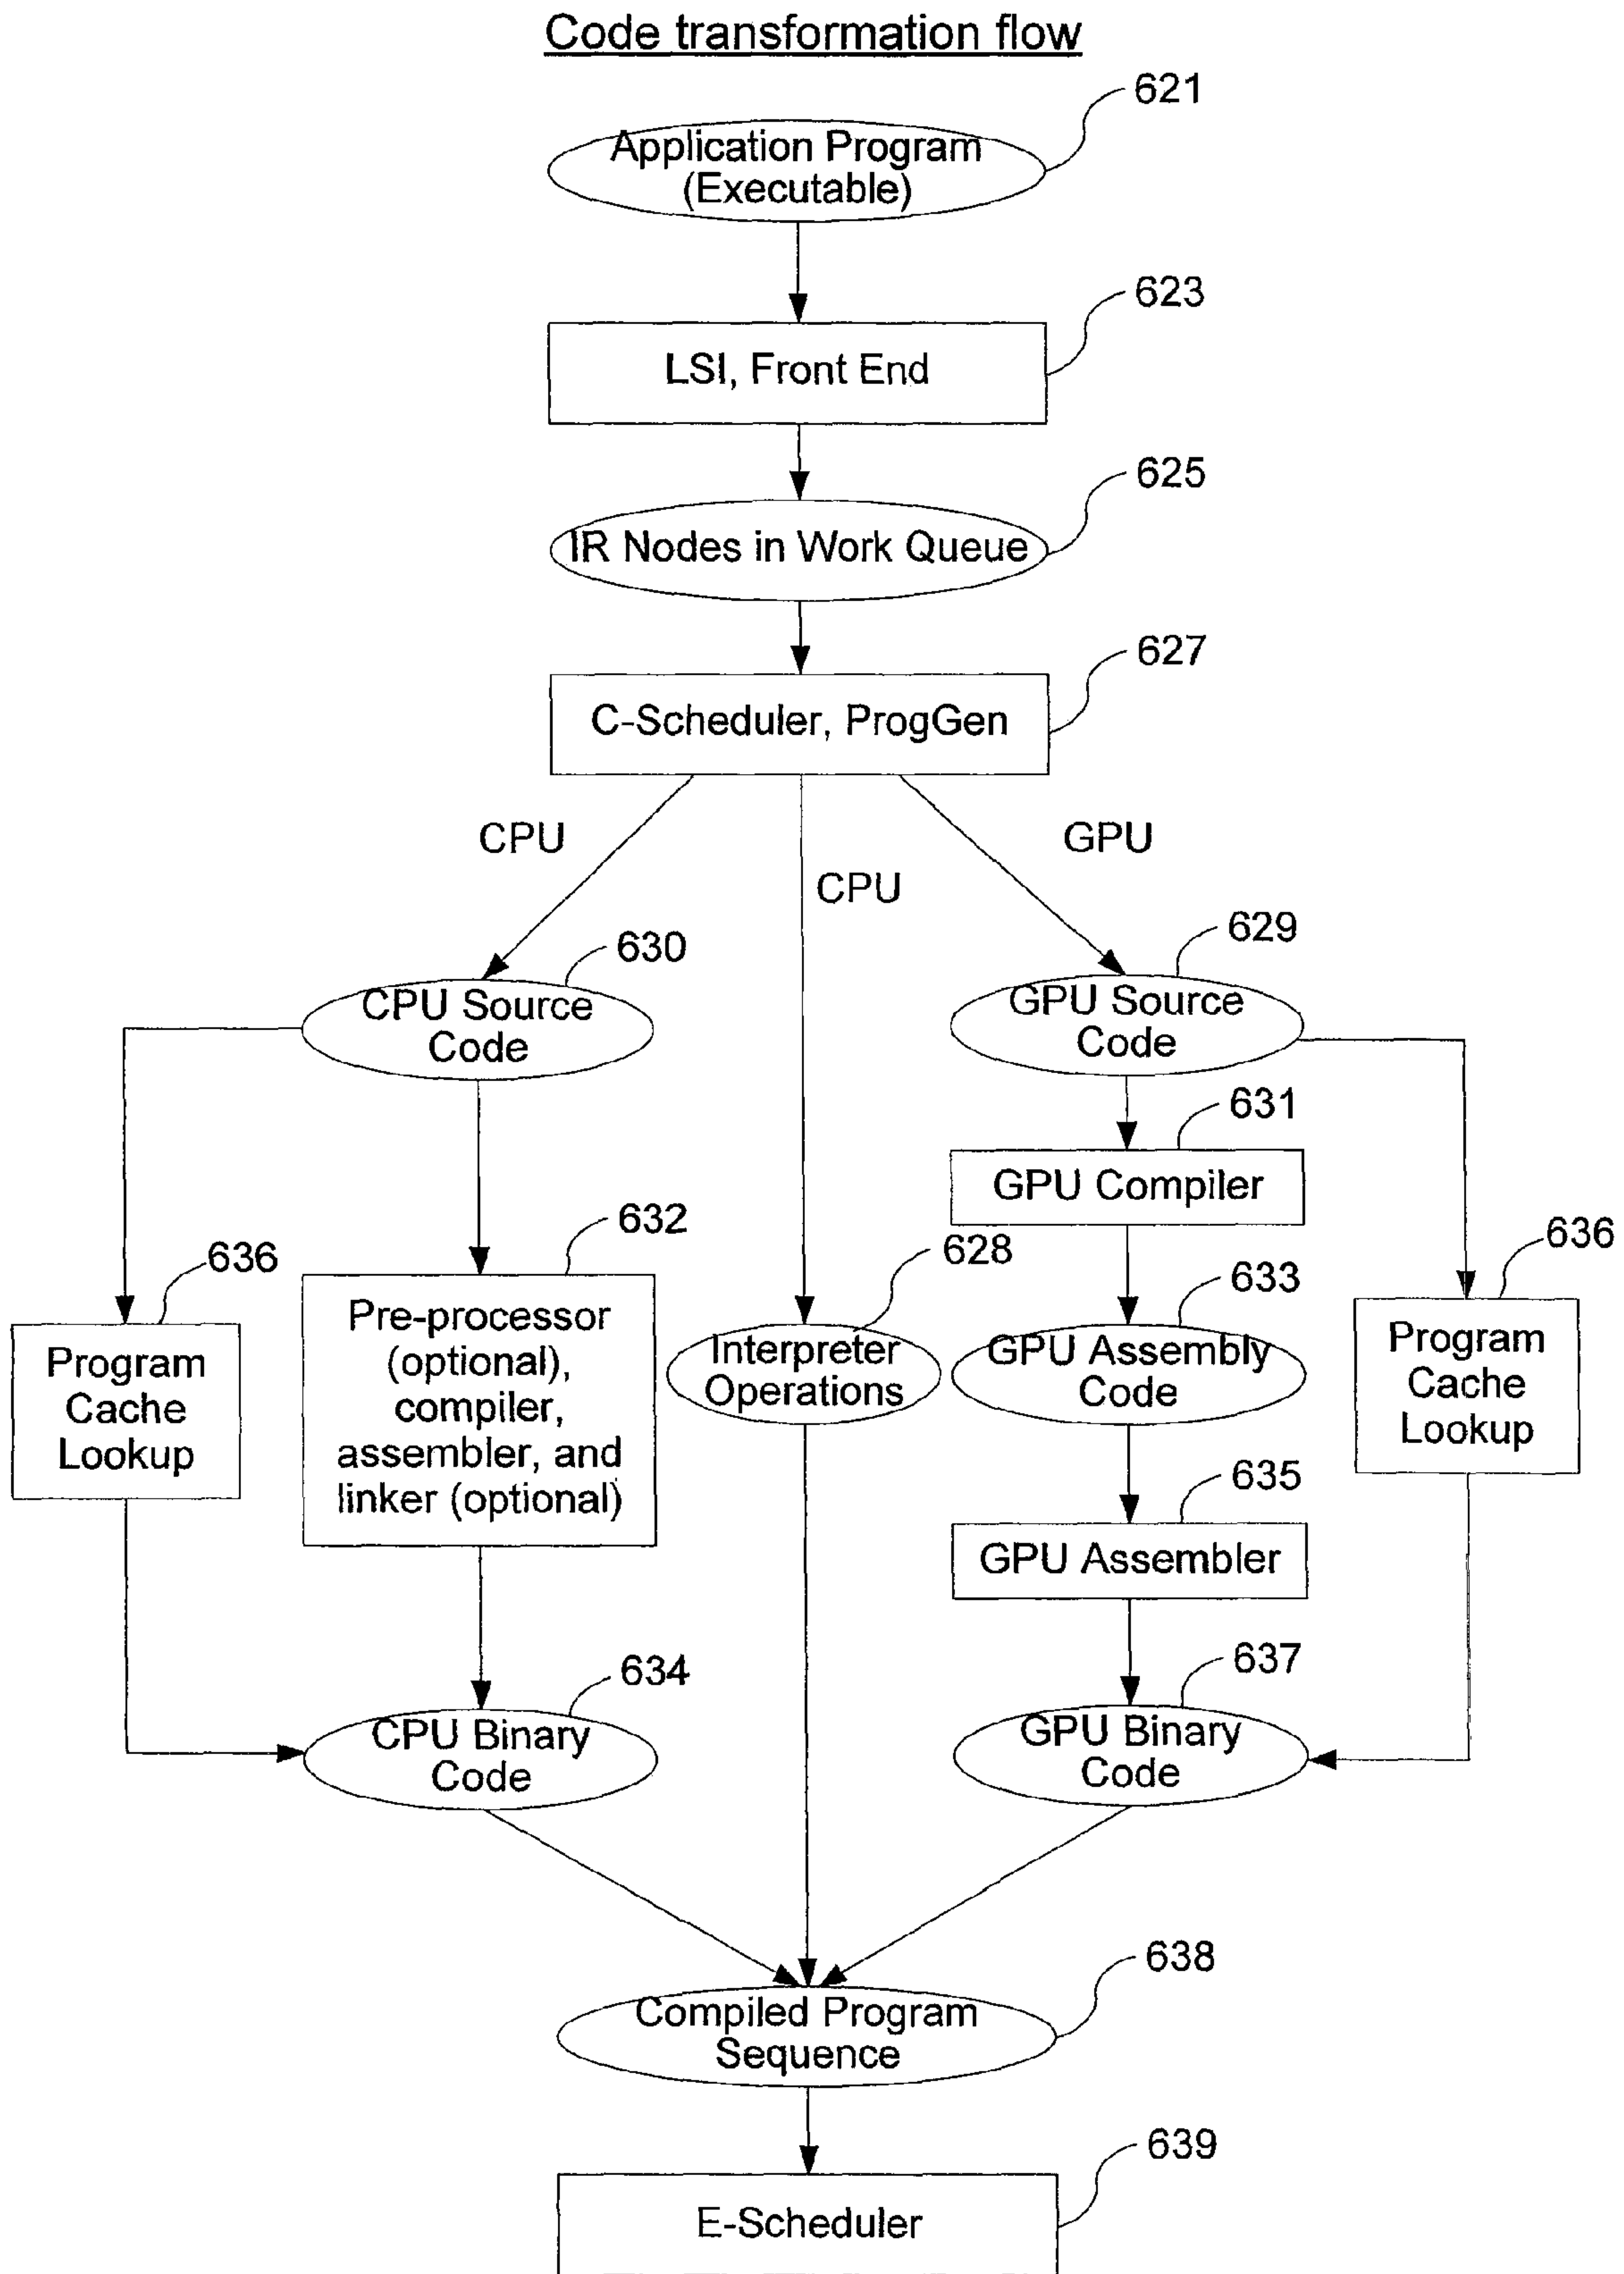 Code transformation flow
621
Application Program
(Executable)
623
LSI, Front End
625
IR Nodes in Work Queue
627
C-Scheduler, ProgGen
CPU
CPU
GPU
630
CPU Source
Code
629
GPU Source
Code
631
GPU Compiler
636
Program
Cache
Lookup
632
Pre-processor
(optional),
compiler,
assembler, and
linker (optional)
628
Interpreter
Operations
633
GPU Assembly
Code
636
Program
Cache
Lookup
635
GPU Assembler
634
CPU Binary
Code
637
GPU Binary
Code
638
Compiled Program
Sequence
639
E-Scheduler